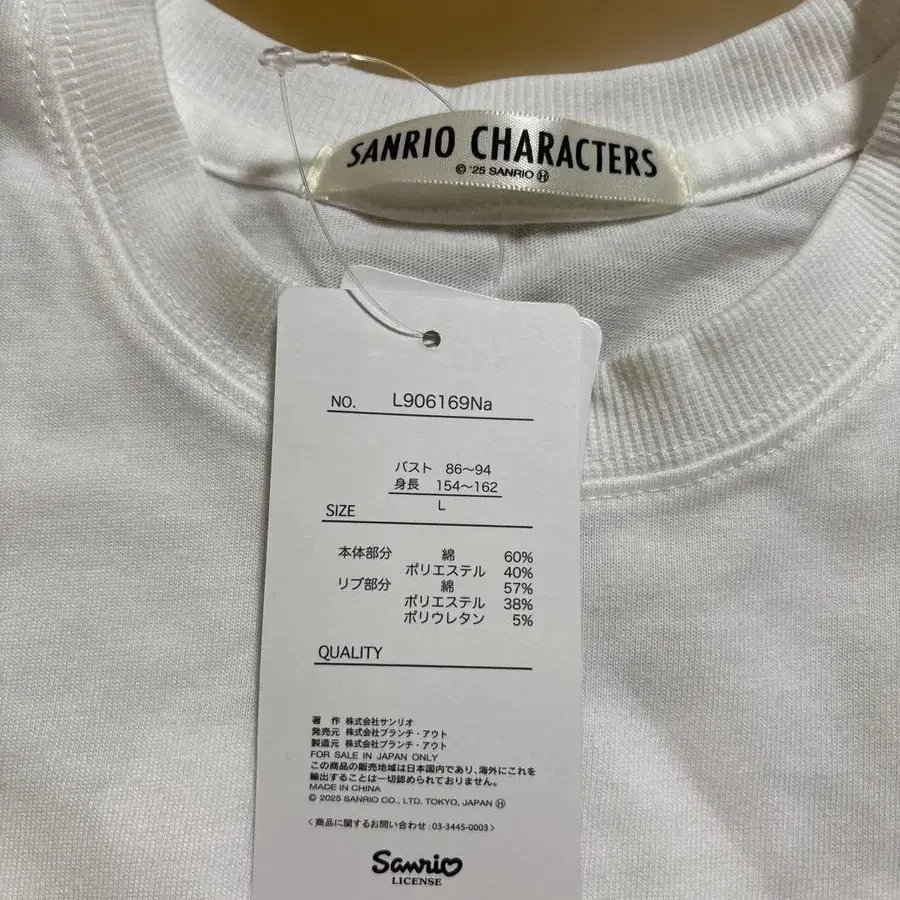 SANRIO CHARACTERS
© '25 SANRIO Ⓗ
NO. L906169Na
バスト 86〜94
身長 154〜162
L
SIZE
本体部分 綿 60%
ポリエステル 40%
リブ部分 綿 57%
ポリエステル 38%
ポリウレタン 5%
QUALITY
著 作 株式会社サンリオ
発売元 株式会社ブランチ・アウト
製造元 株式会社ブランチ・アウト
FOR SALE IN JAPAN ONLY
この商品の販売地域は日本国内であり、海外にこれを
輸出することは一切認められておりません。
MADE IN CHINA
© 2025 SANRIO CO., LTD. TOKYO, JAPAN Ⓗ
〈商品に関するお問い合わせ:03-3445-0003〉
Sanrio
LICENSE